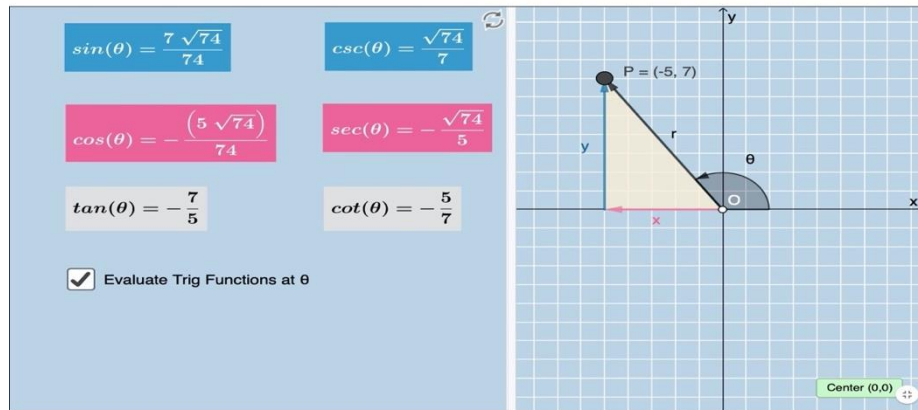 sin(θ) = 7 √74 / 74
csc(θ) = √74 / 7
cos(θ) = − (5 √74) / 74
sec(θ) = − √74 / 5
tan(θ) = − 7 / 5
cot(θ) = − 5 / 7
Evaluate Trig Functions at θ
y
P = (-5, 7)
r
y
θ
O
x
x
Center (0,0)